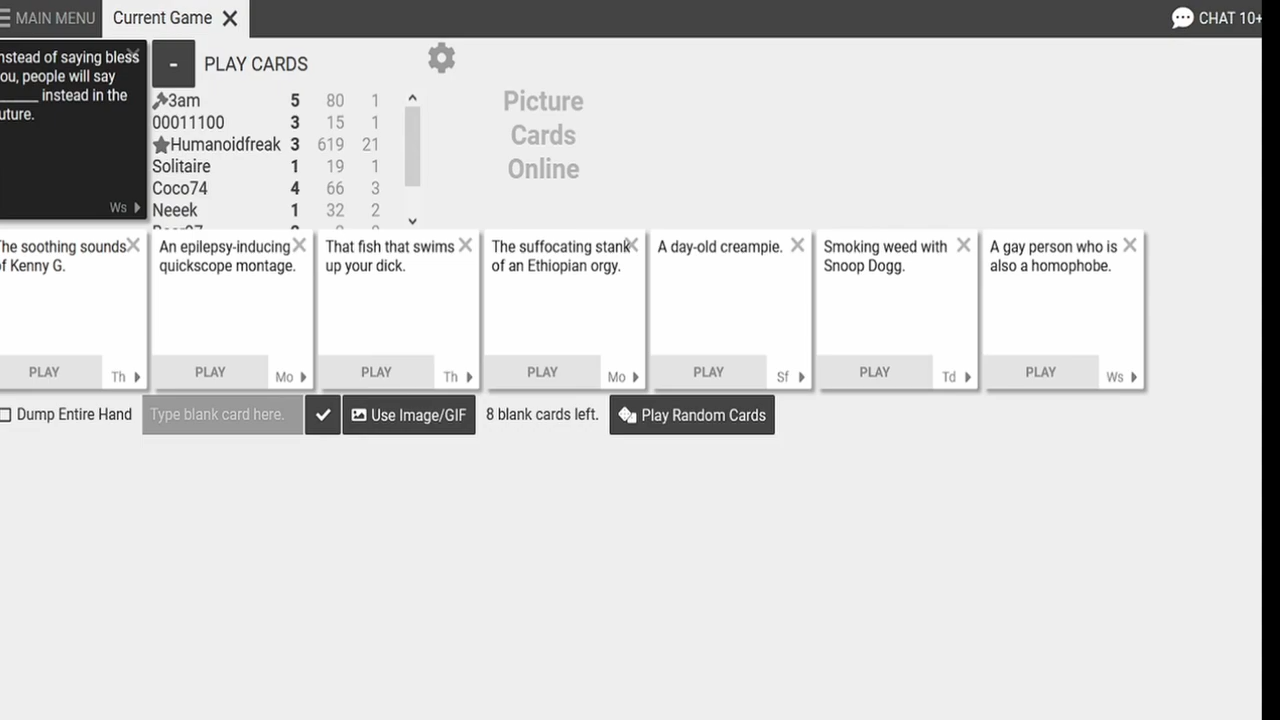 MAIN MENU
Current Game
CHAT 10+
nstead of saying bless
ou, people will say
______ instead in the
uture.
Ws
-
PLAY CARDS
3am 5 80 1
00011100 3 15 1
Humanoidfreak 3 619 21
Solitaire 1 19 1
Coco74 4 66 3
Neeek 1 32 2
Picture
Cards
Online
The soothing sounds
of Kenny G.
PLAY
Th
An epilepsy-inducing
quickscope montage.
PLAY
Mo
That fish that swims
up your dick.
PLAY
Th
The suffocating stank
of an Ethiopian orgy.
PLAY
Mo
A day-old creampie.
PLAY
Sf
Smoking weed with
Snoop Dogg.
PLAY
Td
A gay person who is
also a homophobe.
PLAY
Ws
Dump Entire Hand
Type blank card here.
Use Image/GIF
8 blank cards left.
Play Random Cards